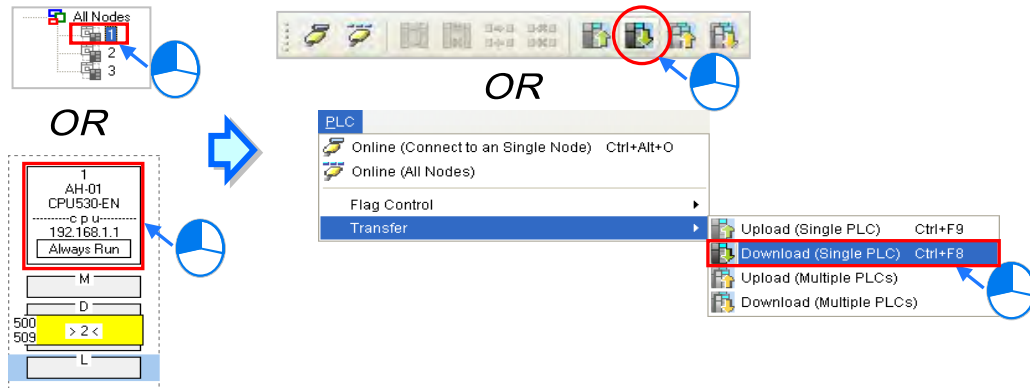 All Nodes
1
2
3
OR
1
AH-01
CPU530-EN
--------c p u--------
192.168.1.1
Always Run
M
D
500
509
> 2 <
L
OR
PLC
Online (Connect to an Single Node) Ctrl+Alt+O
Online (All Nodes)
Flag Control
Transfer
Upload (Single PLC) Ctrl+F9
Download (Single PLC) Ctrl+F8
Upload (Multiple PLCs)
Download (Multiple PLCs)